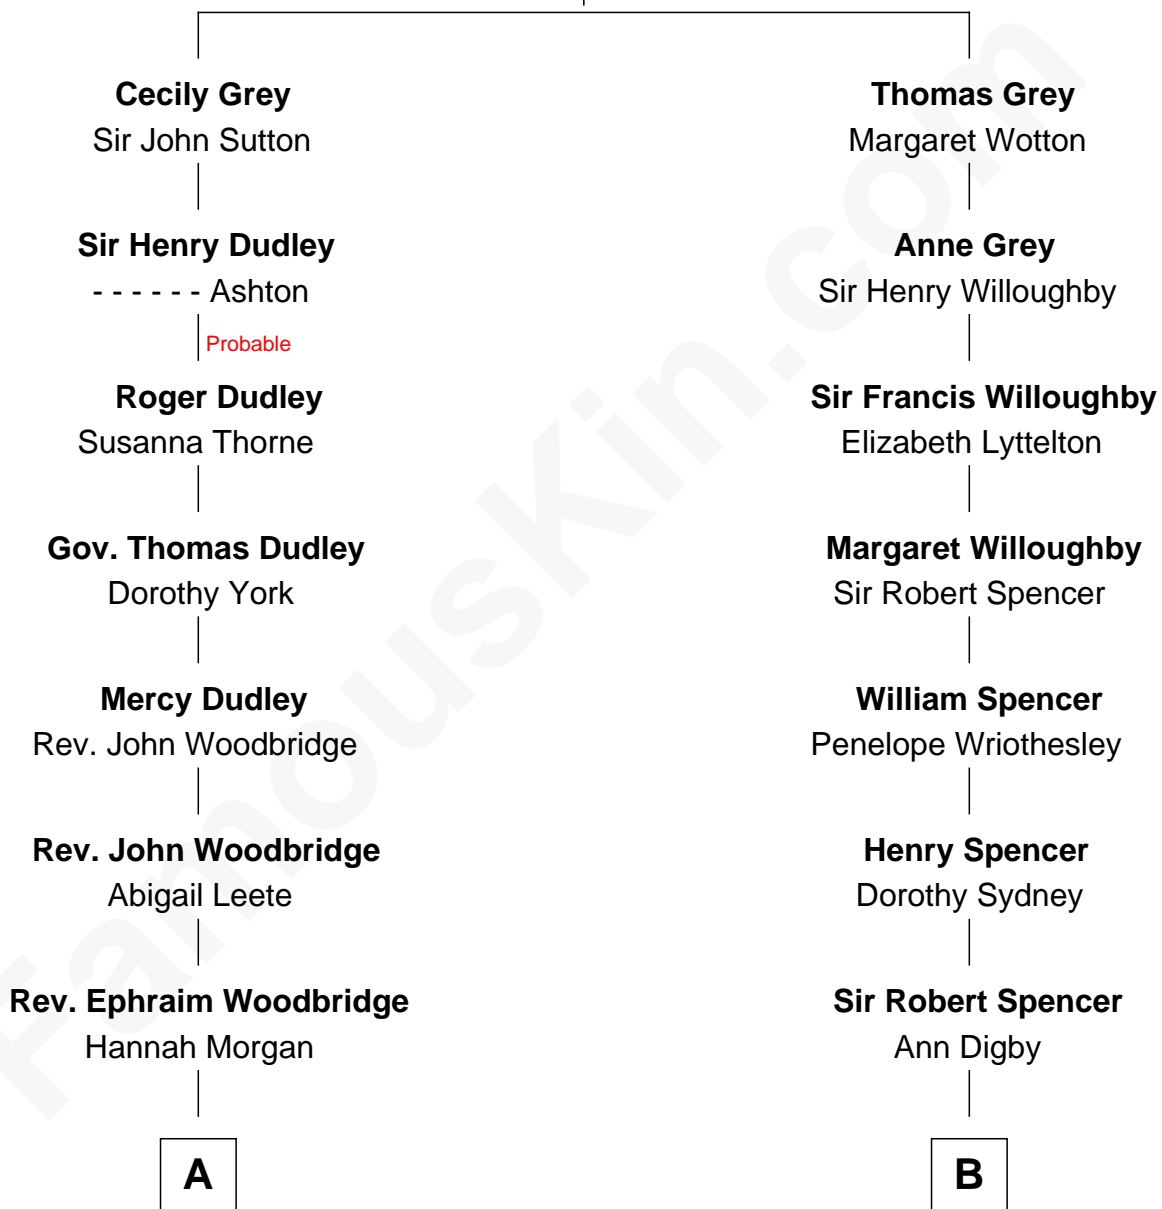 Cecily Grey
Sir John Sutton
Sir Henry Dudley
- - - - - - Ashton
Probable
Roger Dudley
Susanna Thorne
Gov. Thomas Dudley
Dorothy York
Mercy Dudley
Rev. John Woodbridge
Rev. John Woodbridge
Abigail Leete
Rev. Ephraim Woodbridge
Hannah Morgan
A
Thomas Grey
Margaret Wotton
Anne Grey
Sir Henry Willoughby
Sir Francis Willoughby
Elizabeth Lyttelton
Margaret Willoughby
Sir Robert Spencer
William Spencer
Penelope Wriothesley
Henry Spencer
Dorothy Sydney
Sir Robert Spencer
Ann Digby
B
FamousKin.com